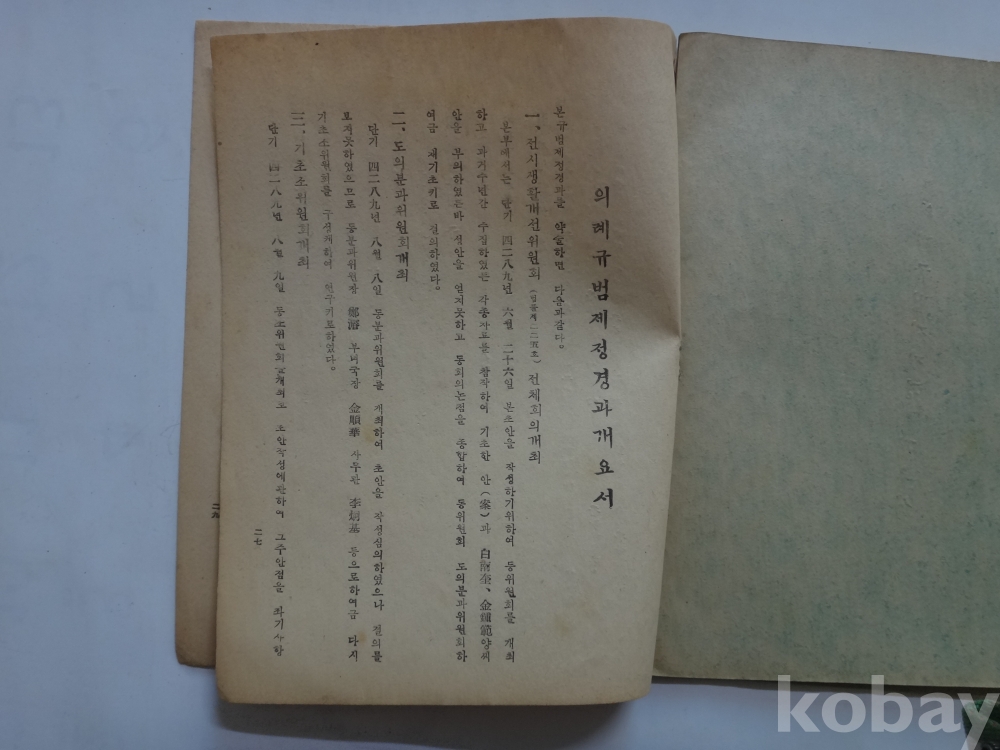 의례규범제정경과개요서
본규범제정경과를 약술하면 다음과같다.
一、전시생활개선위원회 전체회의개최
본부에서는 단기 四二八九년 六월 二十六일 본초안을 작성하기위하여 동위원회를 개최
하고 과거수년간 수집하였든 각종자료를 참작하여 기초한 안(案)과 金鍾範양씨
안을 부의하였든바 성안을 얻지못하고 동회의논점을 종합하여 동위원회 도의분과위원회하
여금 재기초키로 결의하였다.
二、도의분과위원회개최
단기 四二八九년 八월 八일 동분과위원회를 개최하여 초안을 작성심의하였으나 결의를
보지못하였으므로 동분과위원장 부녀국장 金順華 사무관 등으로하여금 다시
기초소위원회를 구성케하여 연구기로하였다.
三、기초소위원회개최
단기 四二八九년 八월 九일 동소위원회를개최코 초안작성에관하여 그주안점을 좌기사항
二七
二九
kobay